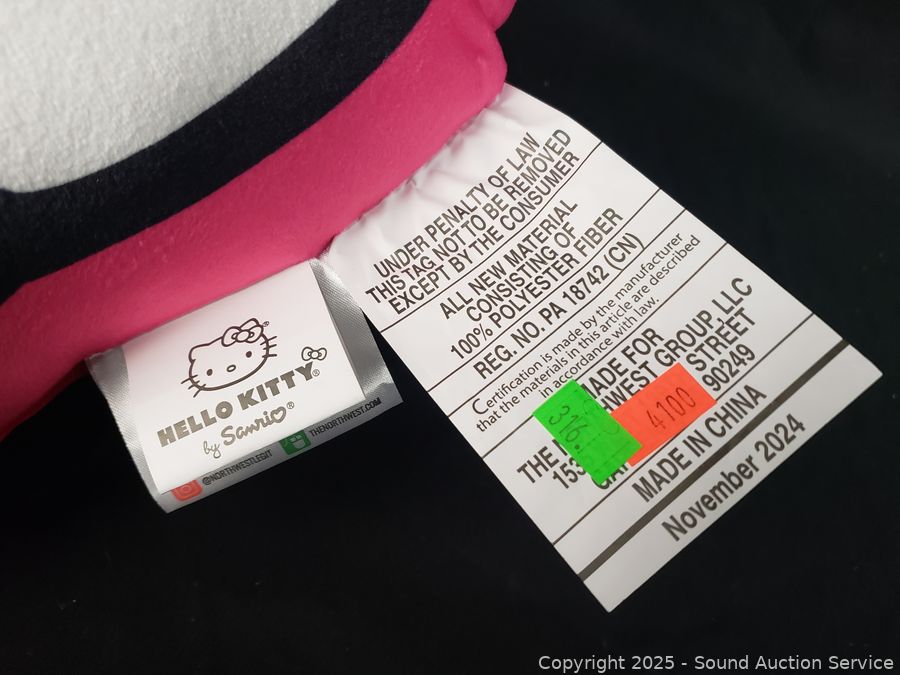 UNDER PENALTY OF LAW
THIS TAG NOT TO BE REMOVED
EXCEPT BY THE CONSUMER
ALL NEW MATERIAL
CONSISTING OF
100% POLYESTER FIBER
REG. NO. PA 18742 (CN)
Certification is made by the manufacturer
that the materials in this article are described
in accordance with law.
MADE FOR
THE GROUP, LLC
STREET
90249
MADE IN CHINA
November 2024
316.
4100
HELLO KITTY®
by Sanrio®
@NORTHWESTLEGIT
THENORTHWEST.COM
Copyright 2025 - Sound Auction Service